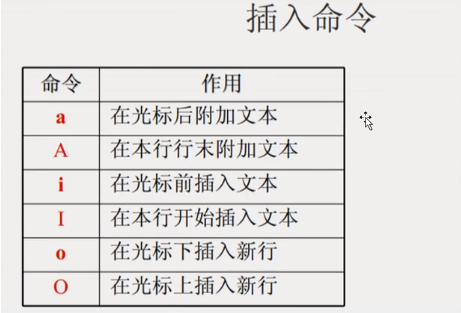 插入命令
命令 作用
a 在光标后附加文本
A 在本行行末附加文本
i 在光标前插入文本
I 在本行开始插入文本
o 在光标下插入新行
O 在光标上插入新行